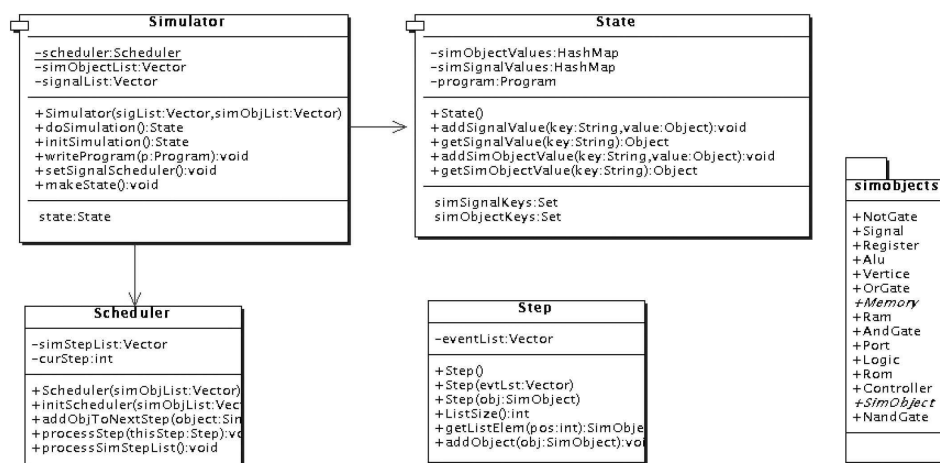 Simulator
-scheduler:Scheduler
-simObjectList:Vector
-signalList:Vector
+Simulator(sigList:Vector,simObjList:Vector)
+doSimulation():State
+initSimulation():State
+writeProgram(p:Program):void
+setSignalScheduler():void
+makeState():void
state:State
State
-simObjectValues:HashMap
-simSignalValues:HashMap
-program:Program
+State()
+addSignalValue(key:String,value:Object):void
+getSignalValue(key:String):Object
+addSimObjectValue(key:String,value:Object):void
+getSimObjectValue(key:String):Object
simSignalKeys:Set
simObjectKeys:Set
Scheduler
-simStepList:Vector
-curStep:int
+Scheduler(simObjList:Vector)
+initScheduler(simObjList:Vect
+addObjToNextStep(object:Sim
+processStep(thisStep:Step):vo
+processSimStepList():void
Step
-eventList:Vector
+Step()
+Step(evtLst:Vector)
+Step(obj:SimObject)
+ListSize():int
+getListElem(pos:int):SimObje
+addObject(obj:SimObject):voi
simobjects
+NotGate
+Signal
+Register
+Alu
+Vertice
+OrGate
+Memory
+Ram
+AndGate
+Port
+Logic
+Rom
+Controller
+SimObject
+NandGate